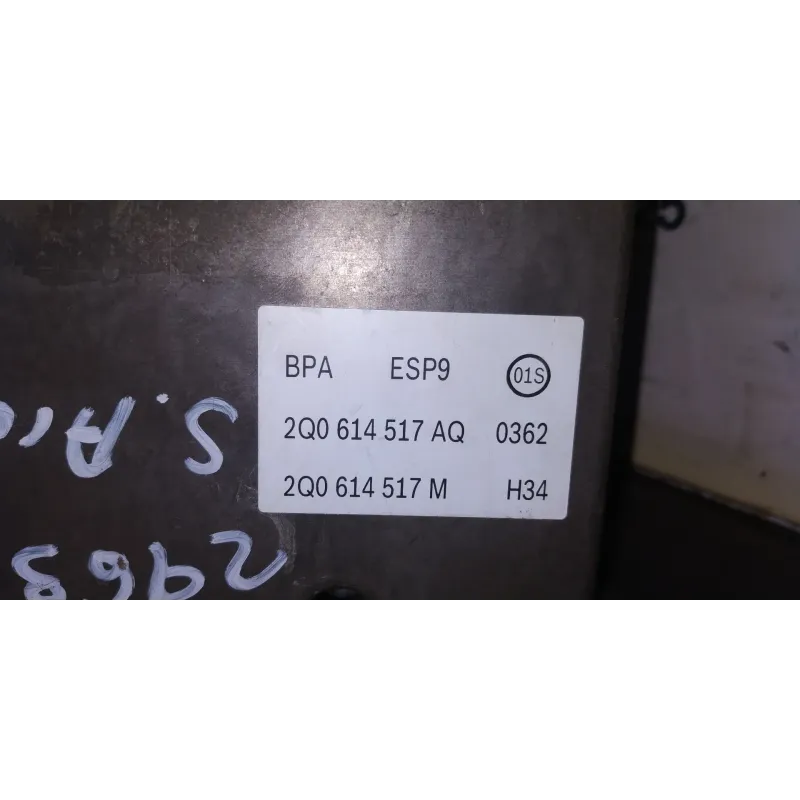 BPA ESP9 01S
2Q0 614 517 AQ 0362
2Q0 614 517 M H34